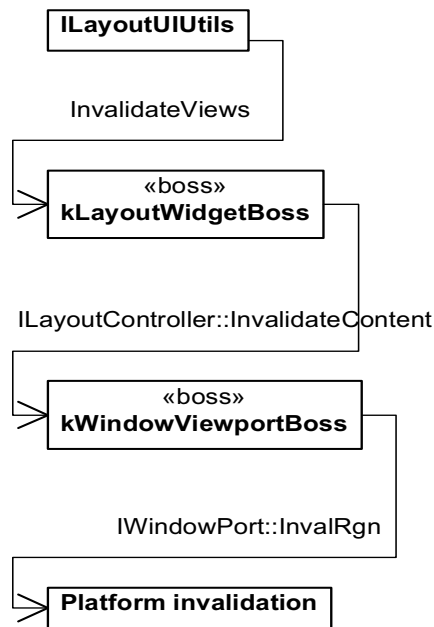 ILayoutUIUtils
InvalidateViews
«boss»
kLayoutWidgetBoss
ILayoutController::InvalidateContent
«boss»
kWindowViewportBoss
IWindowPort::InvalRgn
Platform invalidation